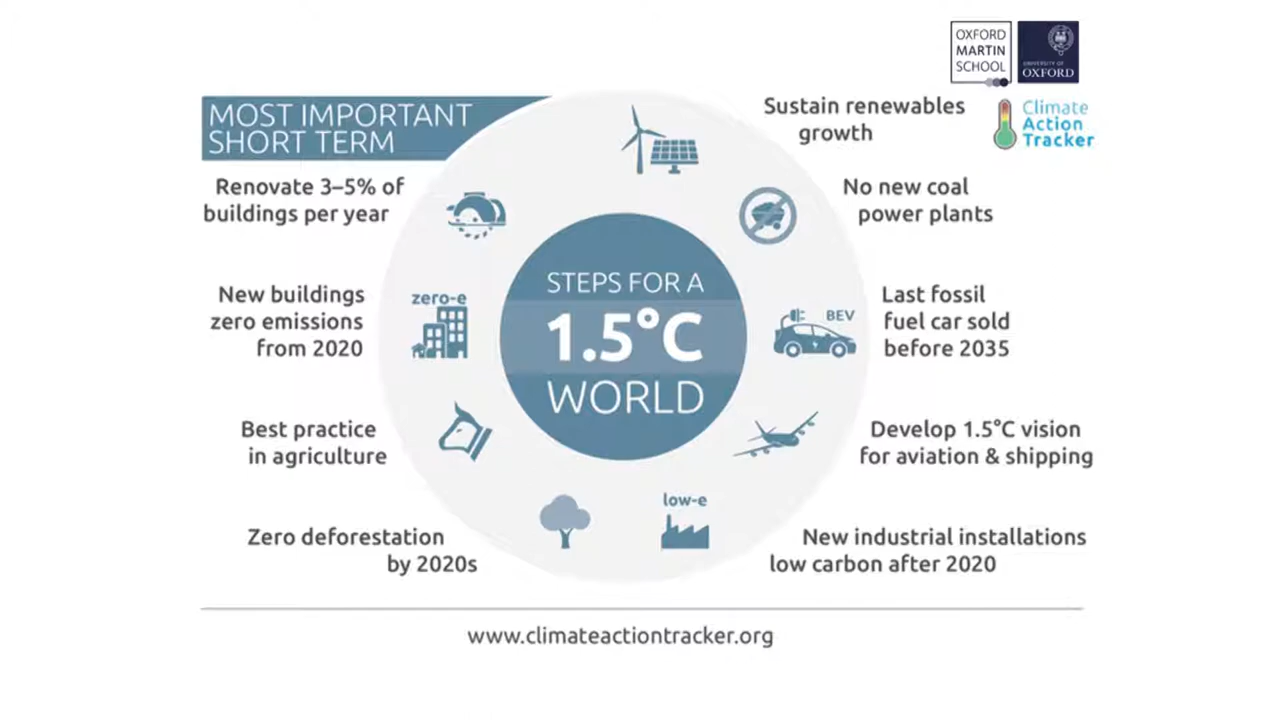 OXFORD
MARTIN
SCHOOL
UNIVERSITY OF
OXFORD
MOST IMPORTANT
SHORT TERM
Sustain renewables
growth
Climate
Action
Tracker
Renovate 3–5% of
buildings per year
No new coal
power plants
New buildings
zero emissions
from 2020
zero-e
STEPS FOR A
1.5°C
WORLD
BEV
Last fossil
fuel car sold
before 2035
Best practice
in agriculture
Develop 1.5°C vision
for aviation & shipping
Zero deforestation
by 2020s
low-e
New industrial installations
low carbon after 2020
www.climateactiontracker.org